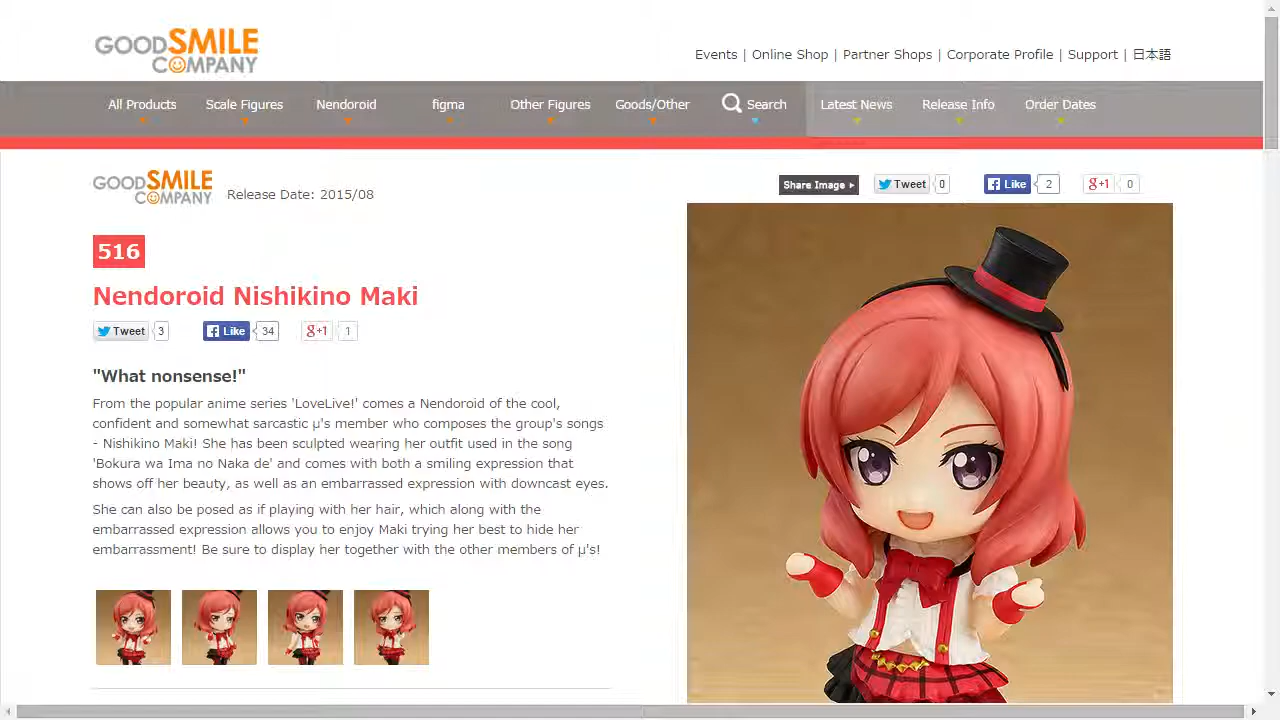 GOODSMILE
COMPANY
Events | Online Shop | Partner Shops | Corporate Profile | Support | 日本語
All Products
Scale Figures
Nendoroid
figma
Other Figures
Goods/Other
Search
Latest News
Release Info
Order Dates
GOODSMILE
COMPANY
Release Date: 2015/08
Share Image
Tweet 0
Like 2
g+1 0
516
Nendoroid Nishikino Maki
Tweet 3
Like 34
g+1 1
"What nonsense!"
From the popular anime series 'LoveLive!' comes a Nendoroid of the cool,
confident and somewhat sarcastic μ's member who composes the group's songs
- Nishikino Maki! She has been sculpted wearing her outfit used in the song
'Bokura wa Ima no Naka de' and comes with both a smiling expression that
shows off her beauty, as well as an embarrassed expression with downcast eyes.
She can also be posed as if playing with her hair, which along with the
embarrassed expression allows you to enjoy Maki trying her best to hide her
embarrassment! Be sure to display her together with the other members of μ's!